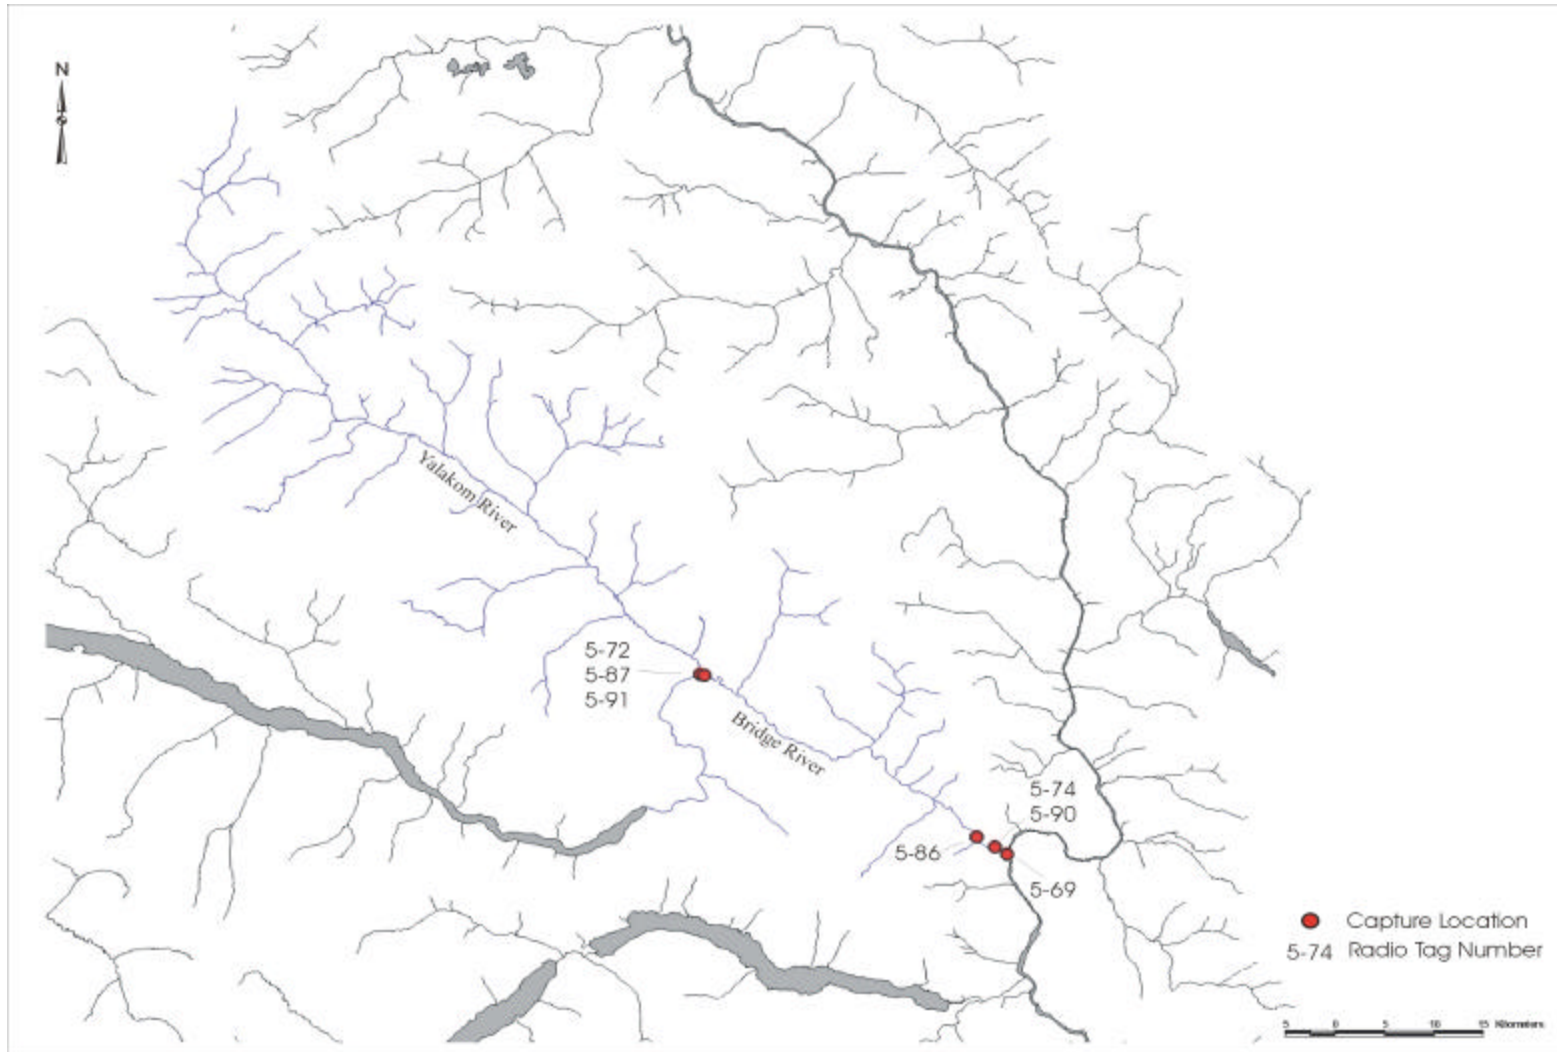 N
Yalakom River
5-72
5-87
5-91
Bridge River
5-74
5-90
5-86
5-69
Capture Location
5-74 Radio Tag Number
5 0 5 10 15 Kilometers